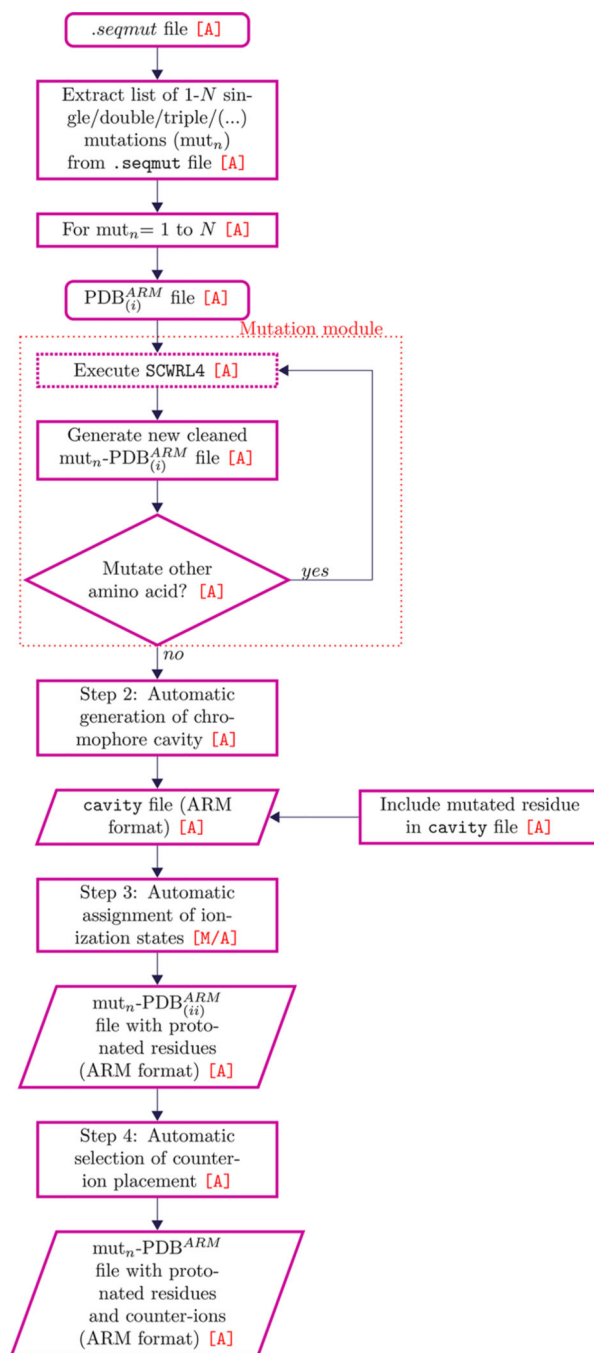 .seqmut file [A]
Extract list of 1-N sin-
gle/double/triple/(...)
mutations (mutₙ)
from .seqmut file [A]
For mutₙ= 1 to N [A]
PDB^{ARM}_{(i)} file [A]
Mutation module
Execute SCWRL4 [A]
Generate new cleaned
mutₙ-PDB^{ARM}_{(i)} file [A]
Mutate other
amino acid? [A]
yes
no
Step 2: Automatic
generation of chro-
mophore cavity [A]
cavity file (ARM
format) [A]
Include mutated residue
in cavity file [A]
Step 3: Automatic
assignment of ion-
ization states [M/A]
mutₙ-PDB^{ARM}_{(ii)}
file with proto-
nated residues
(ARM format) [A]
Step 4: Automatic
selection of counter-
ion placement [A]
mutₙ-PDB^{ARM}
file with proto-
nated residues
and counter-ions
(ARM format) [A]